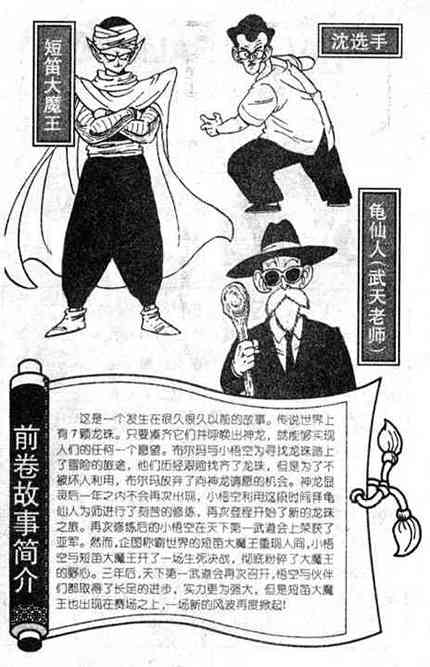 短笛大魔王
沈选手
龟仙人(武天老师)
前卷故事简介
这是一个发生在很久很久以前的故事。传说世界上
有7颗龙珠。只要凑齐它们并呼唤出神龙，就能够实现
人们的任何一个愿望。布尔玛与小悟空为寻找龙珠踏上
了冒险的旅途，他们历经艰险找齐了龙珠，但是为了不
被坏人利用，布尔玛放弃了向神龙请愿的机会。神龙显
灵后一年之内不会再次出现，小悟空利用这段时间拜龟
仙人为师进行了刻苦的修炼，再次登程开始了新的龙珠
之旅。再次修炼后的小悟空在天下第一武道会上荣获了
亚军。然而，企图称霸世界的短笛大魔王重现人间，小悟
空与短笛大魔王开了一场生死决战，彻底粉碎了大魔王
的野心。三年后，天下第一武道会再次召开，悟空与伙伴
们都取得了长足的进步，实力更为强大，但是短笛大魔
王也出现在赛场之上，一场新的风波再度掀起！